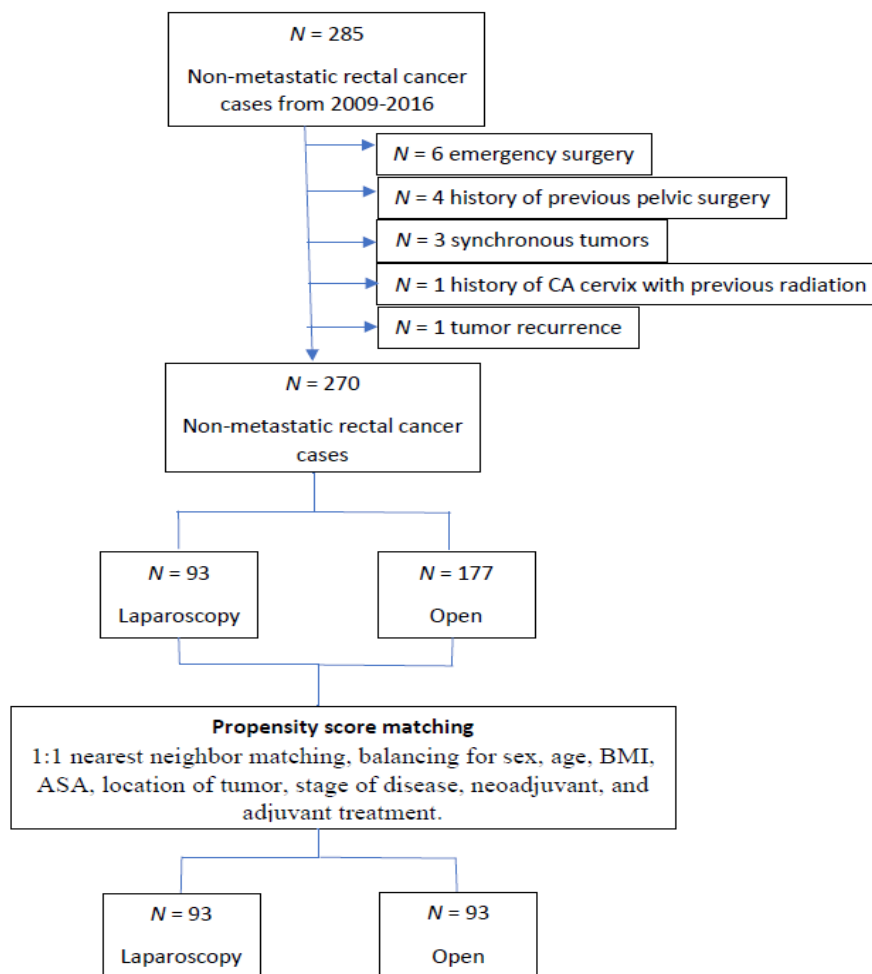 N = 285
Non-metastatic rectal cancer
cases from 2009-2016
N = 6 emergency surgery
N = 4 history of previous pelvic surgery
N = 3 synchronous tumors
N = 1 history of CA cervix with previous radiation
N = 1 tumor recurrence
N = 270
Non-metastatic rectal cancer
cases
N = 93
Laparoscopy
N = 177
Open
Propensity score matching
1:1 nearest neighbor matching, balancing for sex, age, BMI,
ASA, location of tumor, stage of disease, neoadjuvant, and
adjuvant treatment.
N = 93
Laparoscopy
N = 93
Open